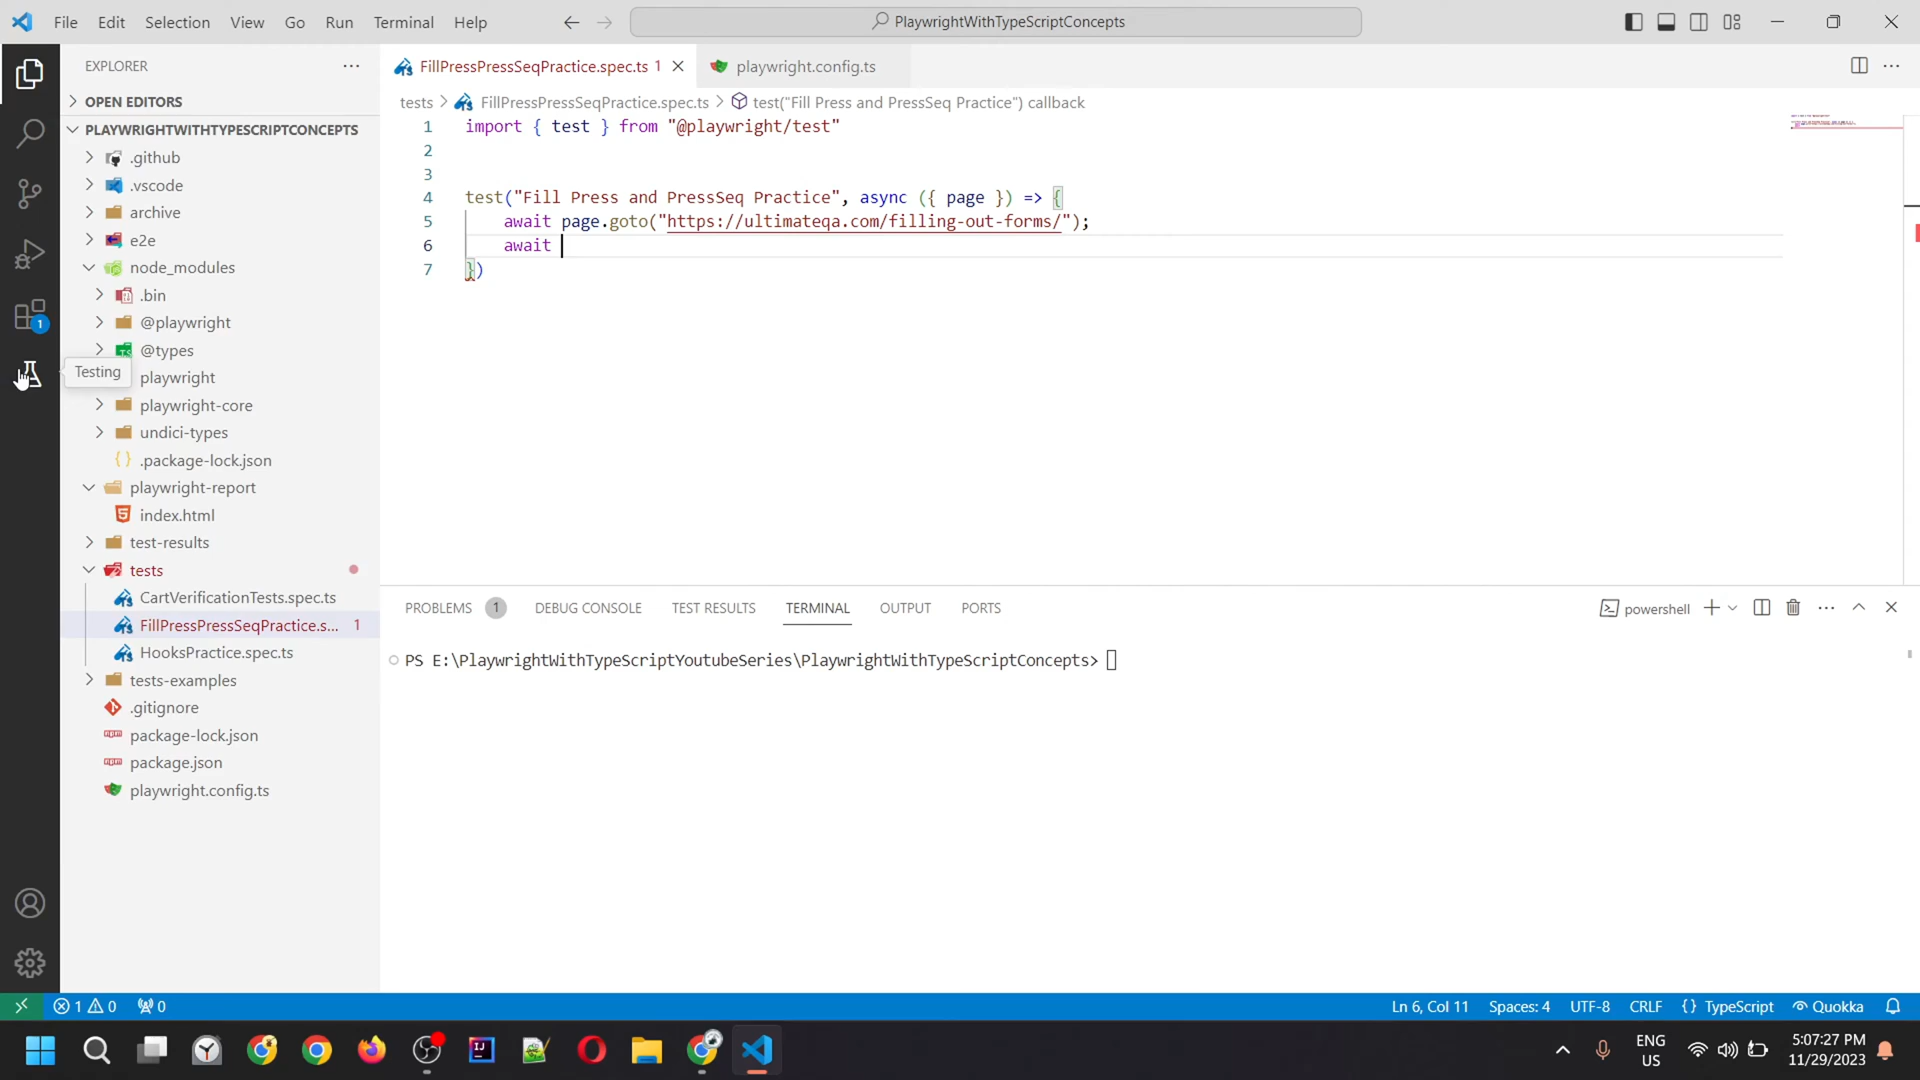 File Edit Selection View Go Run Terminal Help
PlaywrightWithTypeScriptConcepts
EXPLORER
OPEN EDITORS
PLAYWRIGHTWITHTYPESCRIPTCONCEPTS
.github
.vscode
archive
e2e
node_modules
.bin
@playwright
@types
playwright
playwright-core
undici-types
.package-lock.json
playwright-report
index.html
test-results
tests
CartVerificationTests.spec.ts
FillPressPressSeqPractice.s... 1
HooksPractice.spec.ts
tests-examples
.gitignore
package-lock.json
package.json
playwright.config.ts
1
Testing
FillPressPressSeqPractice.spec.ts 1
playwright.config.ts
tests > FillPressPressSeqPractice.spec.ts > test("Fill Press and PressSeq Practice") callback
1 import { test } from "@playwright/test"
2
3
4 test("Fill Press and PressSeq Practice", async ({ page }) => {
5 await page.goto("https://ultimateqa.com/filling-out-forms/");
6 await
7 })
PROBLEMS 1 DEBUG CONSOLE TEST RESULTS TERMINAL OUTPUT PORTS
powershell
PS E:\PlaywrightWithTypeScriptYoutubeSeries\PlaywrightWithTypeScriptConcepts>
1 0 0
Ln 6, Col 11 Spaces: 4 UTF-8 CRLF {} TypeScript Quokka
ENG
US
5:07:27 PM
11/29/2023